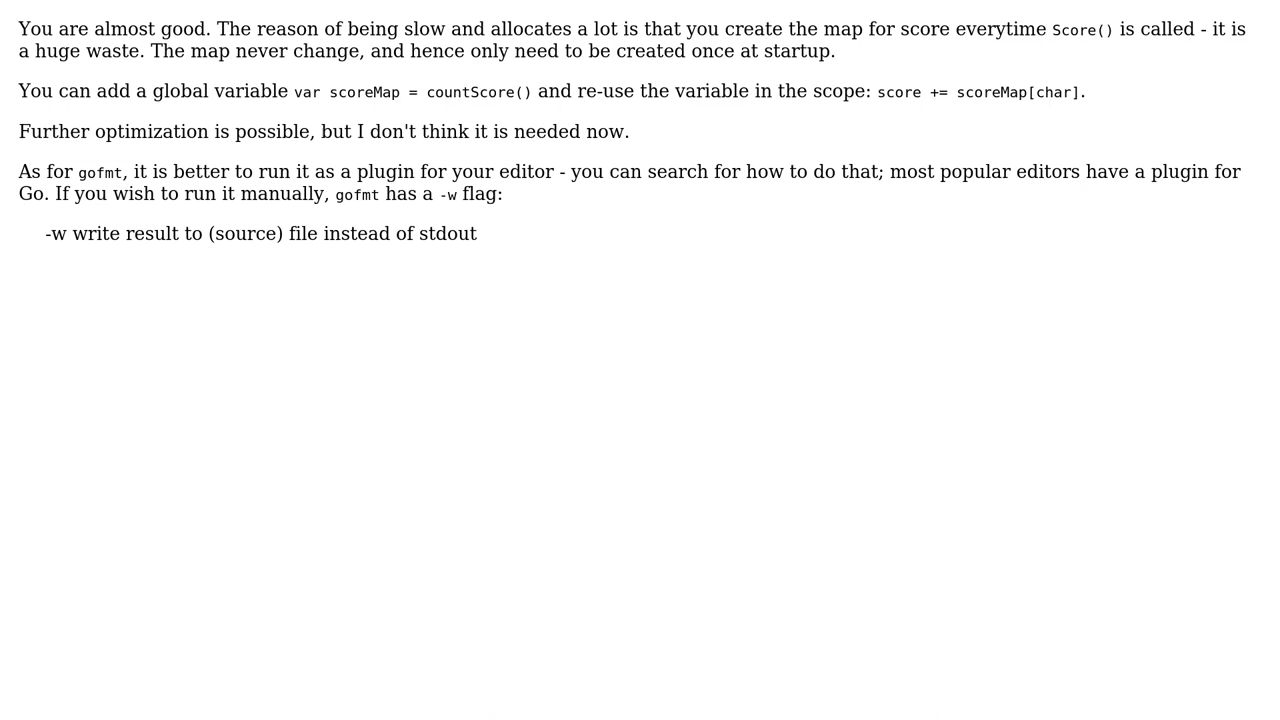 You are almost good. The reason of being slow and allocates a lot is that you create the map for score everytime Score() is called - it is
a huge waste. The map never change, and hence only need to be created once at startup.
You can add a global variable var scoreMap = countScore() and re-use the variable in the scope: score += scoreMap[char].
Further optimization is possible, but I don't think it is needed now.
As for gofmt, it is better to run it as a plugin for your editor - you can search for how to do that; most popular editors have a plugin for
Go. If you wish to run it manually, gofmt has a -w flag:
-w write result to (source) file instead of stdout